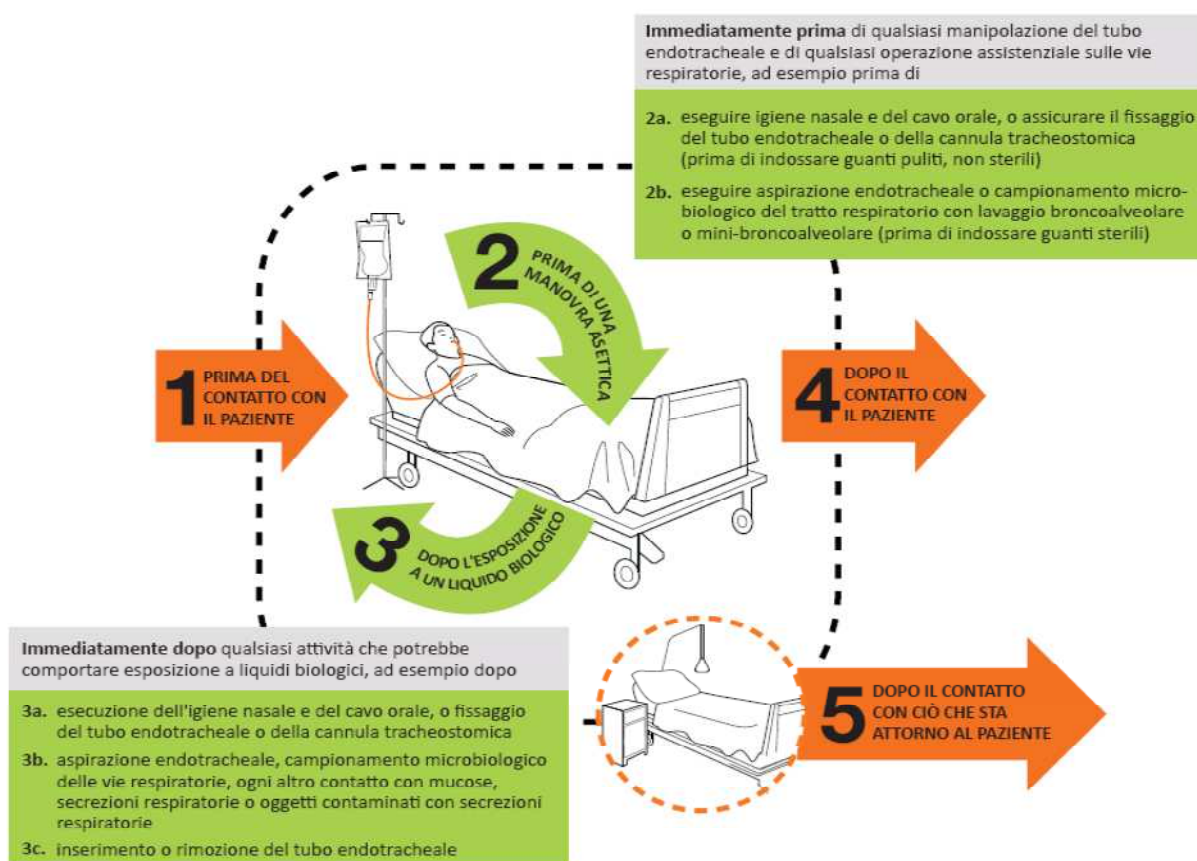 Immediatamente prima di qualsiasi manipolazione del tubo
endotracheale e di qualsiasi operazione assistenziale sulle vie
respiratorie, ad esempio prima di
2a. eseguire igiene nasale e del cavo orale, o assicurare il fissaggio
del tubo endotracheale o della cannula tracheostomica
(prima di indossare guanti puliti, non sterili)
2b. eseguire aspirazione endotracheale o campionamento micro-
biologico del tratto respiratorio con lavaggio broncoalveolare
o mini-broncoalveolare (prima di indossare guanti sterili)
1
PRIMA DEL
CONTATTO CON
IL PAZIENTE
2
PRIMA DI UNA
MANOVRA ASETTICA
3
DOPO L'ESPOSIZIONE
A UN LIQUIDO BIOLOGICO
4
DOPO IL
CONTATTO CON
IL PAZIENTE
Immediatamente dopo qualsiasi attività che potrebbe
comportare esposizione a liquidi biologici, ad esempio dopo
3a. esecuzione dell'igiene nasale e del cavo orale, o fissaggio
del tubo endotracheale o della cannula tracheostomica
3b. aspirazione endotracheale, campionamento microbiologico
delle vie respiratorie, ogni altro contatto con mucose,
secrezioni respiratorie o oggetti contaminati con secrezioni
respiratorie
3c. inserimento o rimozione del tubo endotracheale
5
DOPO IL CONTATTO
CON CIÒ CHE STA
ATTORNO AL PAZIENTE